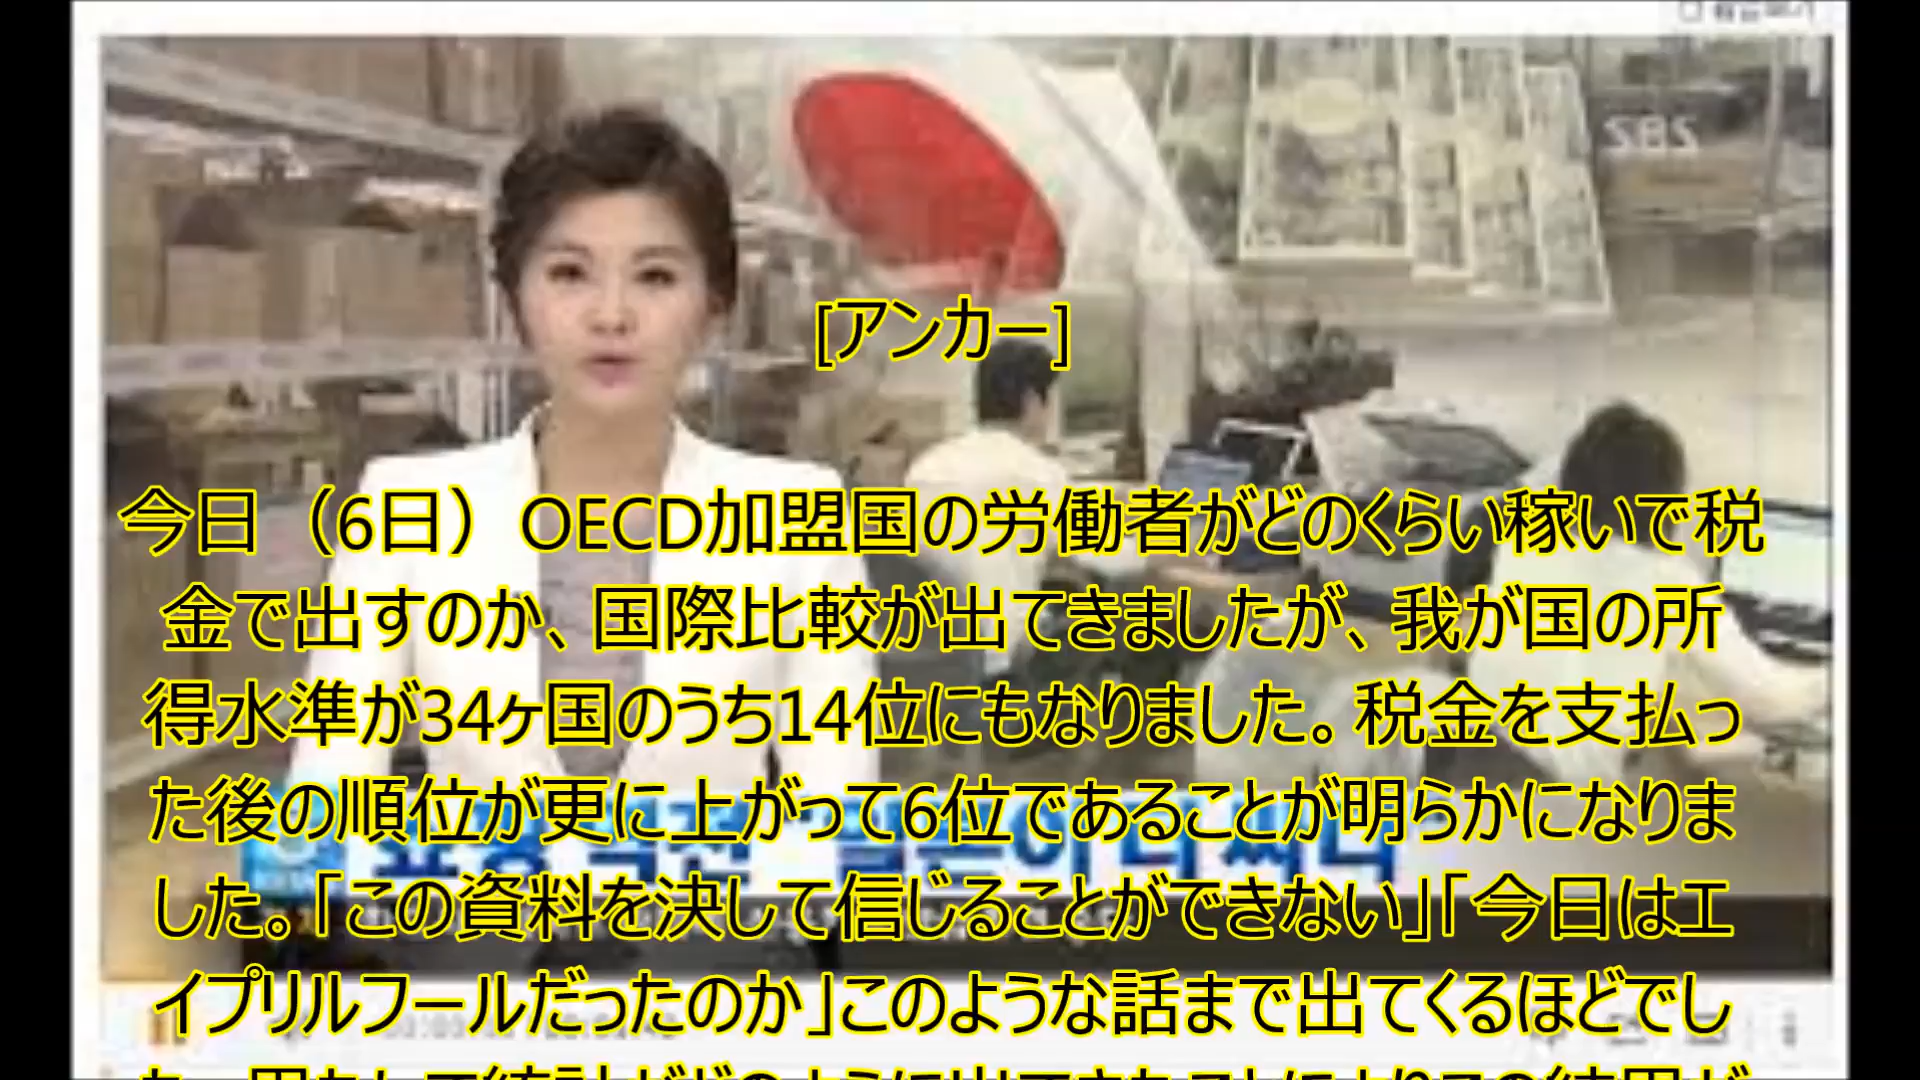 SBS
[アンカー]
今日（6日）OECD加盟国の労働者がどのくらい稼いで税
金で出すのか、国際比較が出てきましたが、我が国の所
得水準が34ヶ国のうち14位にもなりました。税金を支払っ
た後の順位が更に上がって6位であることが明らかになりま
した。「この資料を決して信じることができない」「今日はエ
イプリルフールだったのか」このような話まで出てくるほどでし